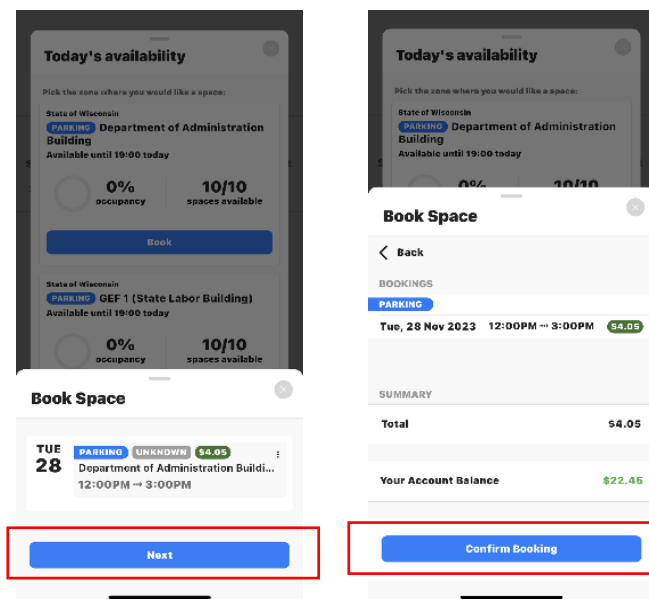 Today's availability
Pick the zone where you would like a space:
State of Wisconsin
PARKING Department of Administration
Building
Available until 19:00 today
0% 10/10
occupancy spaces available
Book
State of Wisconsin
PARKING GEF 1 (State Labor Building)
Available until 19:00 today
0% 10/10
occupancy spaces available
Book Space
TUE PARKING UNKNOWN $4.05
28 Department of Administration Buildi...
12:00PM → 3:00PM
Next
Today's availability
Pick the zone where you would like a space:
State of Wisconsin
PARKING Department of Administration
Building
Available until 19:00 today
0% 10/10
Book Space
Back
BOOKINGS
PARKING
Tue, 28 Nov 2023 12:00PM → 3:00PM $4.05
SUMMARY
Total $4.05
Your Account Balance $22.45
Confirm Booking